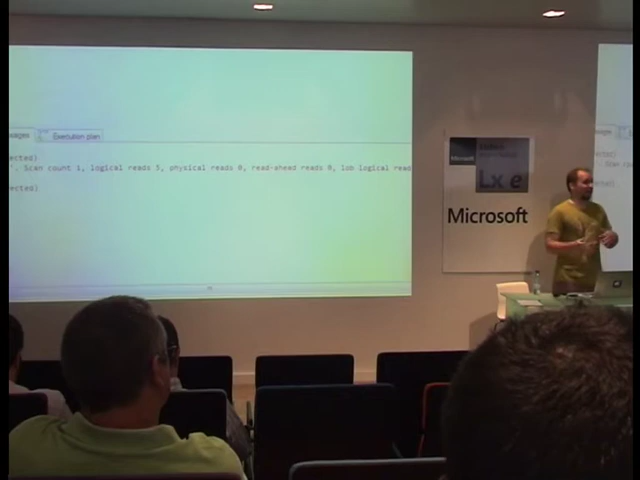 sages Execution plan
ected)
'. Scan count 1, logical reads 5, physical reads 0, read-ahead reads 0, lob logical read
ected)
Microsoft
Lx e
Microsoft